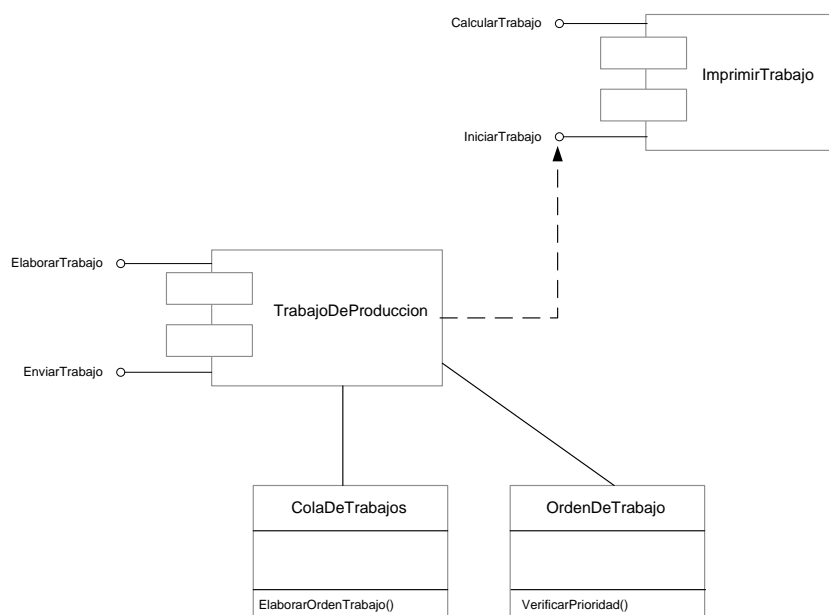 CalcularTrabajo
ImprimirTrabajo
IniciarTrabajo
ElaborarTrabajo
TrabajoDeProduccion
EnviarTrabajo
ColaDeTrabajos
OrdenDeTrabajo
ElaborarOrdenTrabajo()
VerificarPrioridad()